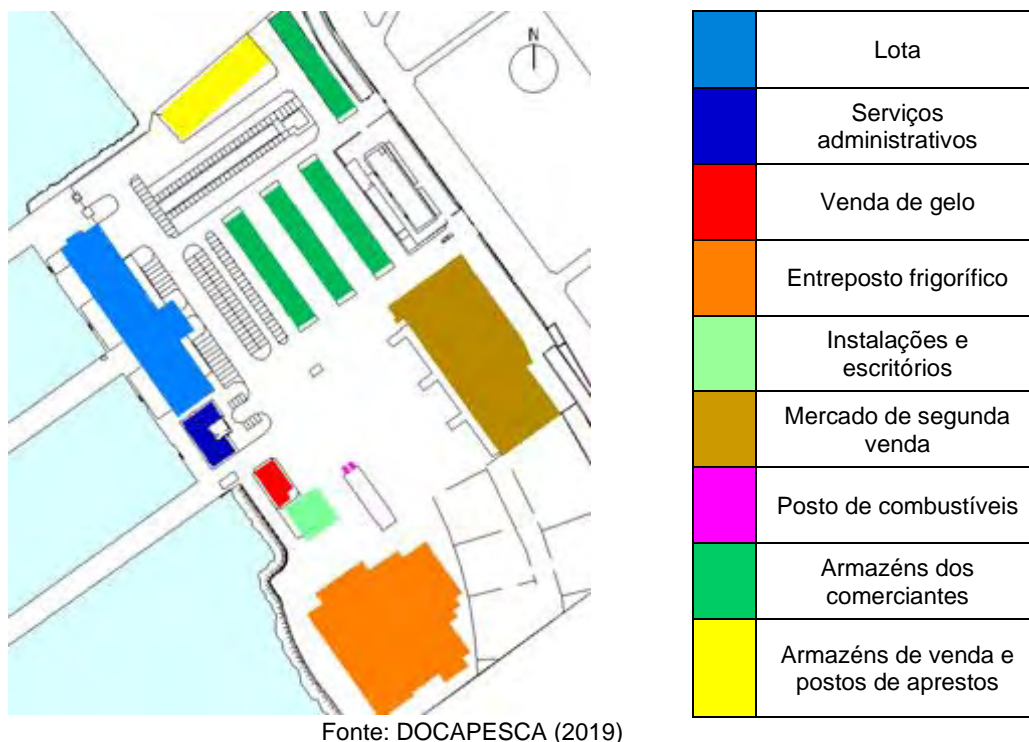 N
Lota
Serviços
administrativos
Venda de gelo
Entreposto frigorífico
Instalações e
escritórios
Mercado de segunda
venda
Posto de combustíveis
Armazéns dos
comerciantes
Armazéns de venda e
postos de aprestos
Fonte: DOCAPESCA (2019)